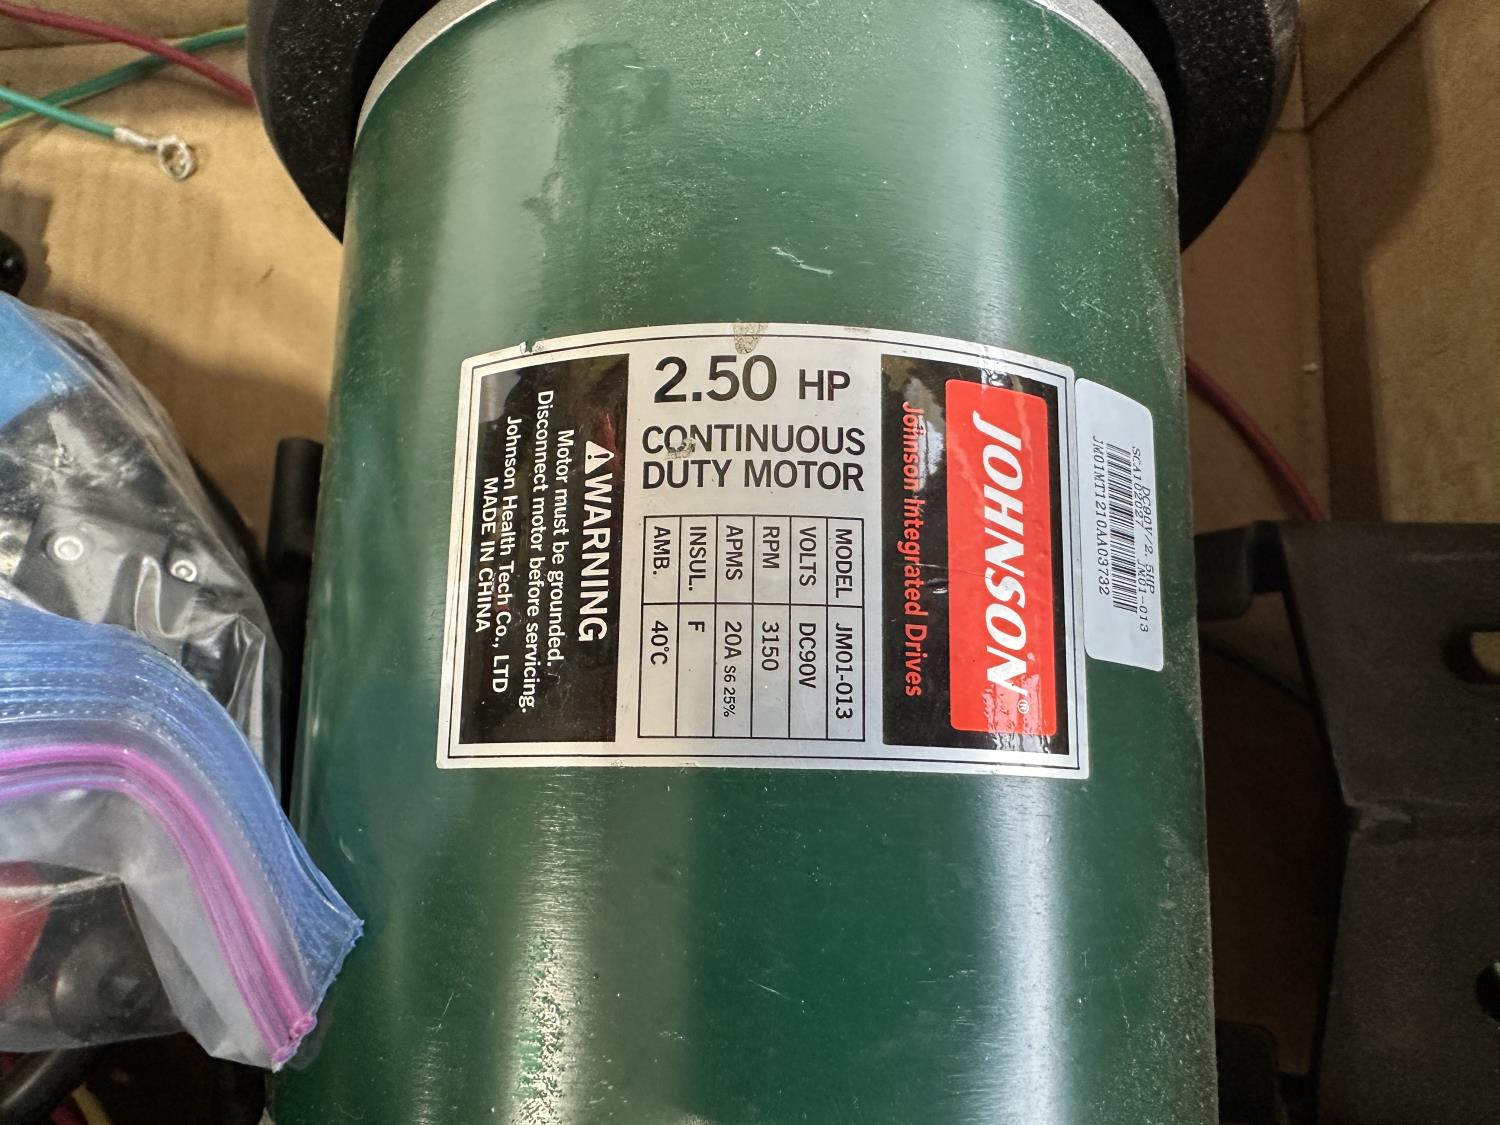 2.50 HP
CONTINUOUS
DUTY MOTOR
JOHNSON®
Johnson Integrated Drives
MODEL JM01-013
VOLTS DC90V
RPM 3150
APMS 20A S6 25%
INSUL. F
AMB. 40°C
WARNING
Motor must be grounded.
Disconnect motor before servicing.
Johnson Health Tech Co., LTD
MADE IN CHINA
DC90V/2.5HP
SCA102027 JM01-013
JM01MT1210AA03732